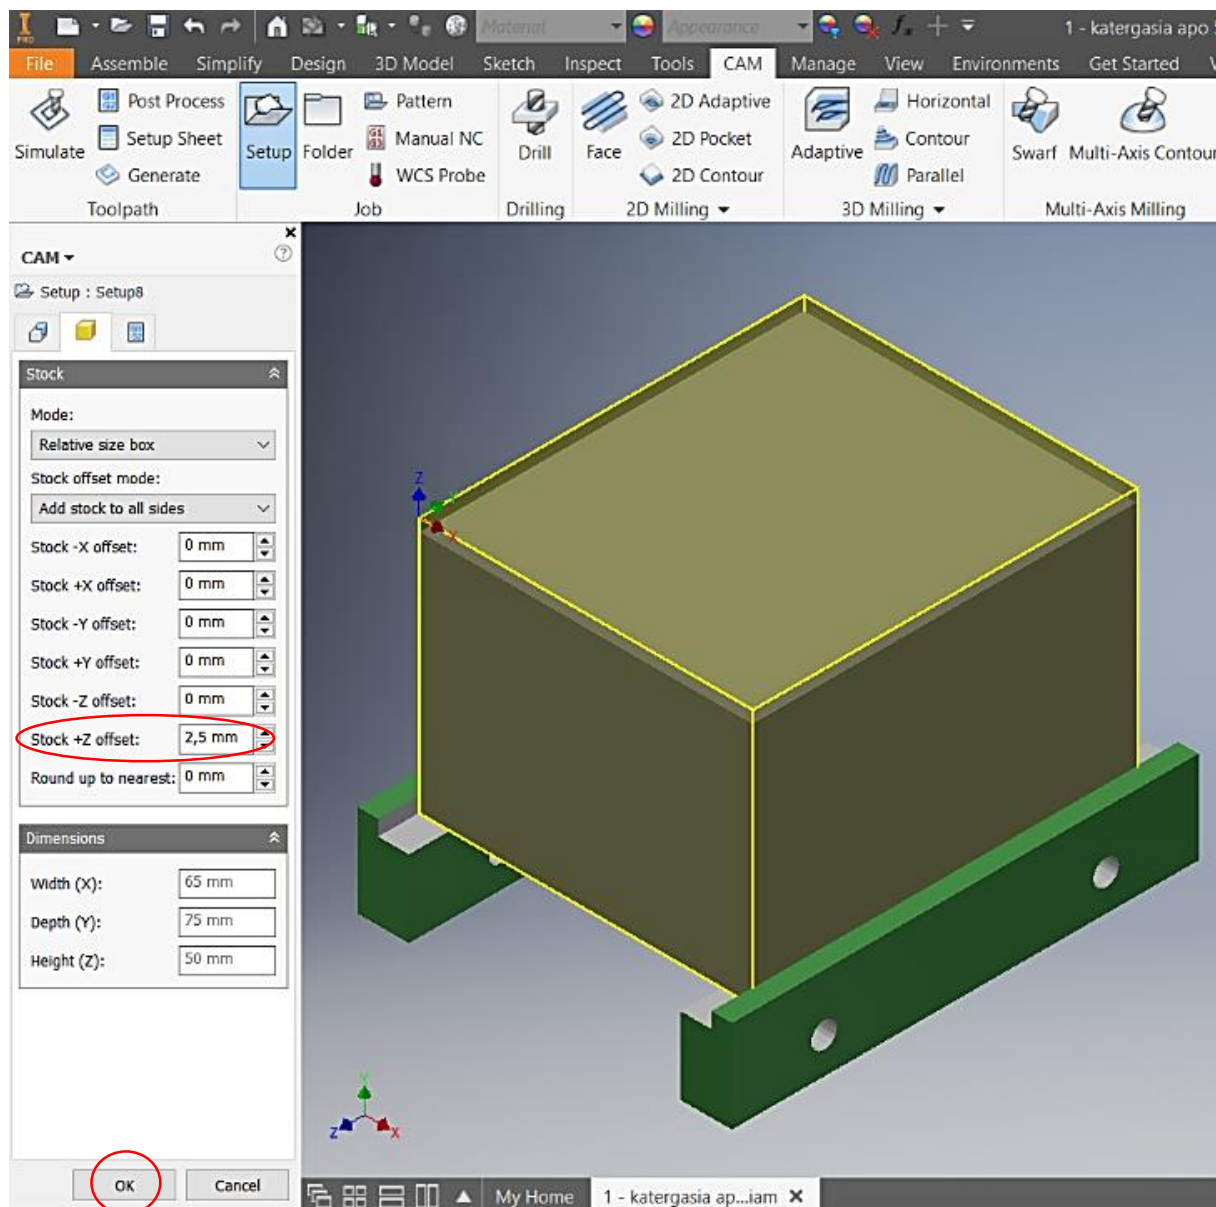 PRO
Material
Appearance
1 - katergasia apo
File Assemble Simplify Design 3D Model Sketch Inspect Tools CAM Manage View Environments Get Started
Simulate
Post Process
Setup Sheet
Generate
Toolpath
Setup
Folder
Pattern
Manual NC
WCS Probe
Job
Drill
Drilling
Face
2D Adaptive
2D Pocket
2D Contour
2D Milling
Adaptive
Horizontal
Contour
Parallel
3D Milling
Swarf
Multi-Axis Contour
Multi-Axis Milling
CAM
Setup : Setup8
Stock
Mode:
Relative size box
Stock offset mode:
Add stock to all sides
Stock -X offset: 0 mm
Stock +X offset: 0 mm
Stock -Y offset: 0 mm
Stock +Y offset: 0 mm
Stock -Z offset: 0 mm
Stock +Z offset: 2,5 mm
Round up to nearest: 0 mm
Dimensions
Width (X): 65 mm
Depth (Y): 75 mm
Height (Z): 50 mm
OK Cancel
Z
Y
X
Y
Z
X
My Home
1 - katergasia ap...iam